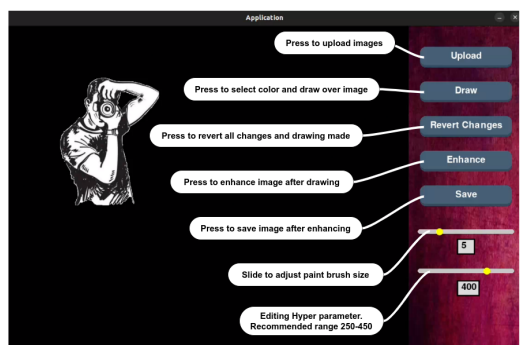 Application
Press to upload images
Upload
Press to select color and draw over image
Draw
Press to revert all changes and drawing made
Revert Changes
Press to enhance image after drawing
Enhance
Press to save image after enhancing
Save
Slide to adjust paint brush size
5
Editing Hyper parameter.
Recommended range 250-450
400